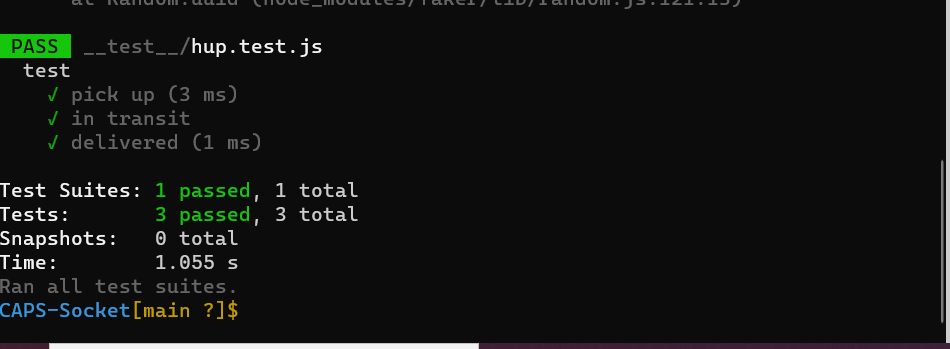 at Random.uuid (node_modules/faker/lib/random.js:121:15)
PASS __test__/hup.test.js
test
√ pick up (3 ms)
√ in transit
√ delivered (1 ms)
Test Suites: 1 passed, 1 total
Tests: 3 passed, 3 total
Snapshots: 0 total
Time: 1.055 s
Ran all test suites.
CAPS-Socket[main ?]$